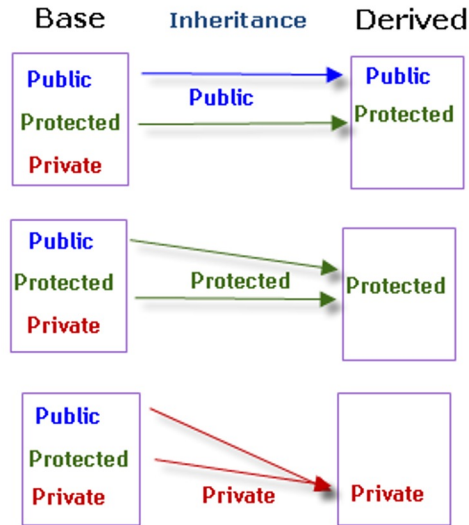 Base Inheritance Derived
Public Public
Public
Protected Protected
Private
Public
Protected Protected Protected
Private
Public
Protected
Private Private Private